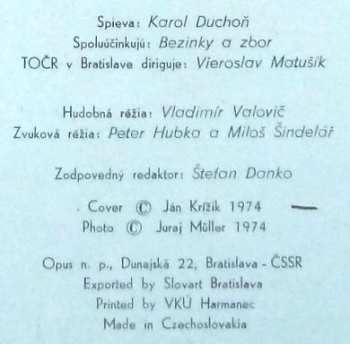 Spieva: Karol Duchoň
Spoluúčinkujú: Bezinky a zbor
TOČR v Bratislave diriguje: Vieroslav Matušík
Hudobná réžia: Vladimír Valovič
Zvuková réžia: Peter Hubka a Miloš Šindelář
Zodpovedný redaktor: Štefan Danko
Cover © Ján Krížik 1974
Photo © Juraj Müller 1974
Opus n. p., Dunajská 22, Bratislava - ČSSR
Exported by Slovart Bratislava
Printed by VKÚ Harmanec
Made in Czechoslovakia